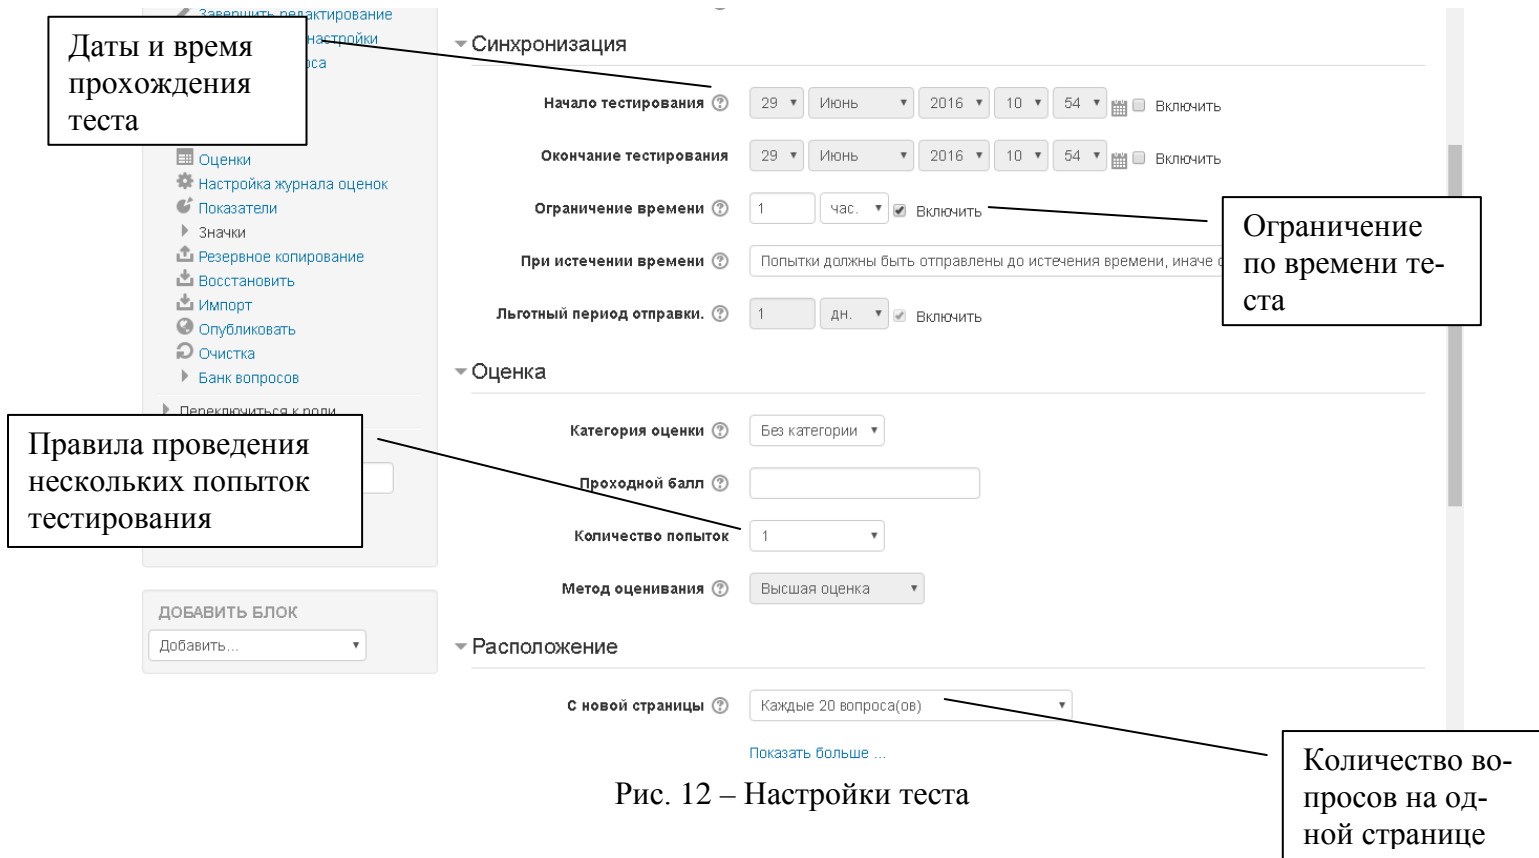 Завершить редактирование
настройки
Даты и время
прохождения
теста
Оценки
Настройка журнала оценок
Показатели
Значки
Резервное копирование
Восстановить
Импорт
Опубликовать
Очистка
Банк вопросов
Переключиться к роли
Правила проведения
нескольких попыток
тестирования
ДОБАВИТЬ БЛОК
Добавить...
Синхронизация
Начало тестирования ? 29 Июнь 2016 10 54 Включить
Окончание тестирования 29 Июнь 2016 10 54 Включить
Ограничение времени ? 1 час. Включить
При истечении времени ? Попытки должны быть отправлены до истечения времени, иначе
Льготный период отправки. ? 1 дн. Включить
Ограничение
по времени те-
ста
Оценка
Категория оценки ? Без категории
Проходной балл ?
Количество попыток 1
Метод оценивания ? Высшая оценка
Расположение
С новой страницы ? Каждые 20 вопроса(ов)
Показать больше ...
Количество во-
просов на од-
ной странице
Рис. 12 – Настройки теста